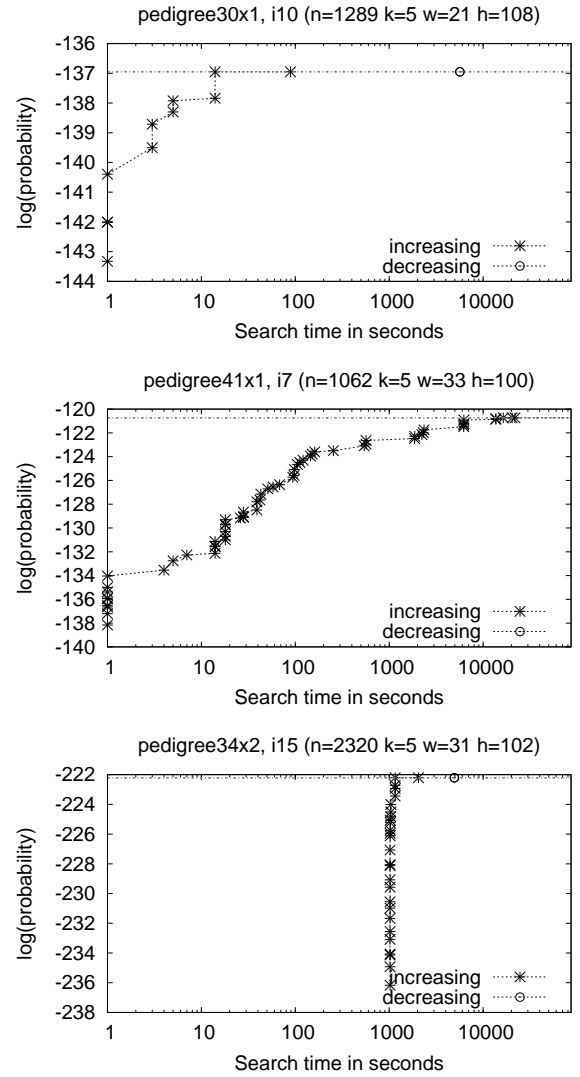 pedigree30x1, i10 (n=1289 k=5 w=21 h=108)
-136
-137
-138
-139
-140
-141
-142
-143
-144
log(probability)
increasing
decreasing
1 10 100 1000 10000
Search time in seconds
pedigree41x1, i7 (n=1062 k=5 w=33 h=100)
-120
-122
-124
-126
-128
-130
-132
-134
-136
-138
-140
log(probability)
increasing
decreasing
1 10 100 1000 10000
Search time in seconds
pedigree34x2, i15 (n=2320 k=5 w=31 h=102)
-222
-224
-226
-228
-230
-232
-234
-236
-238
log(probability)
increasing
decreasing
1 10 100 1000 10000
Search time in seconds